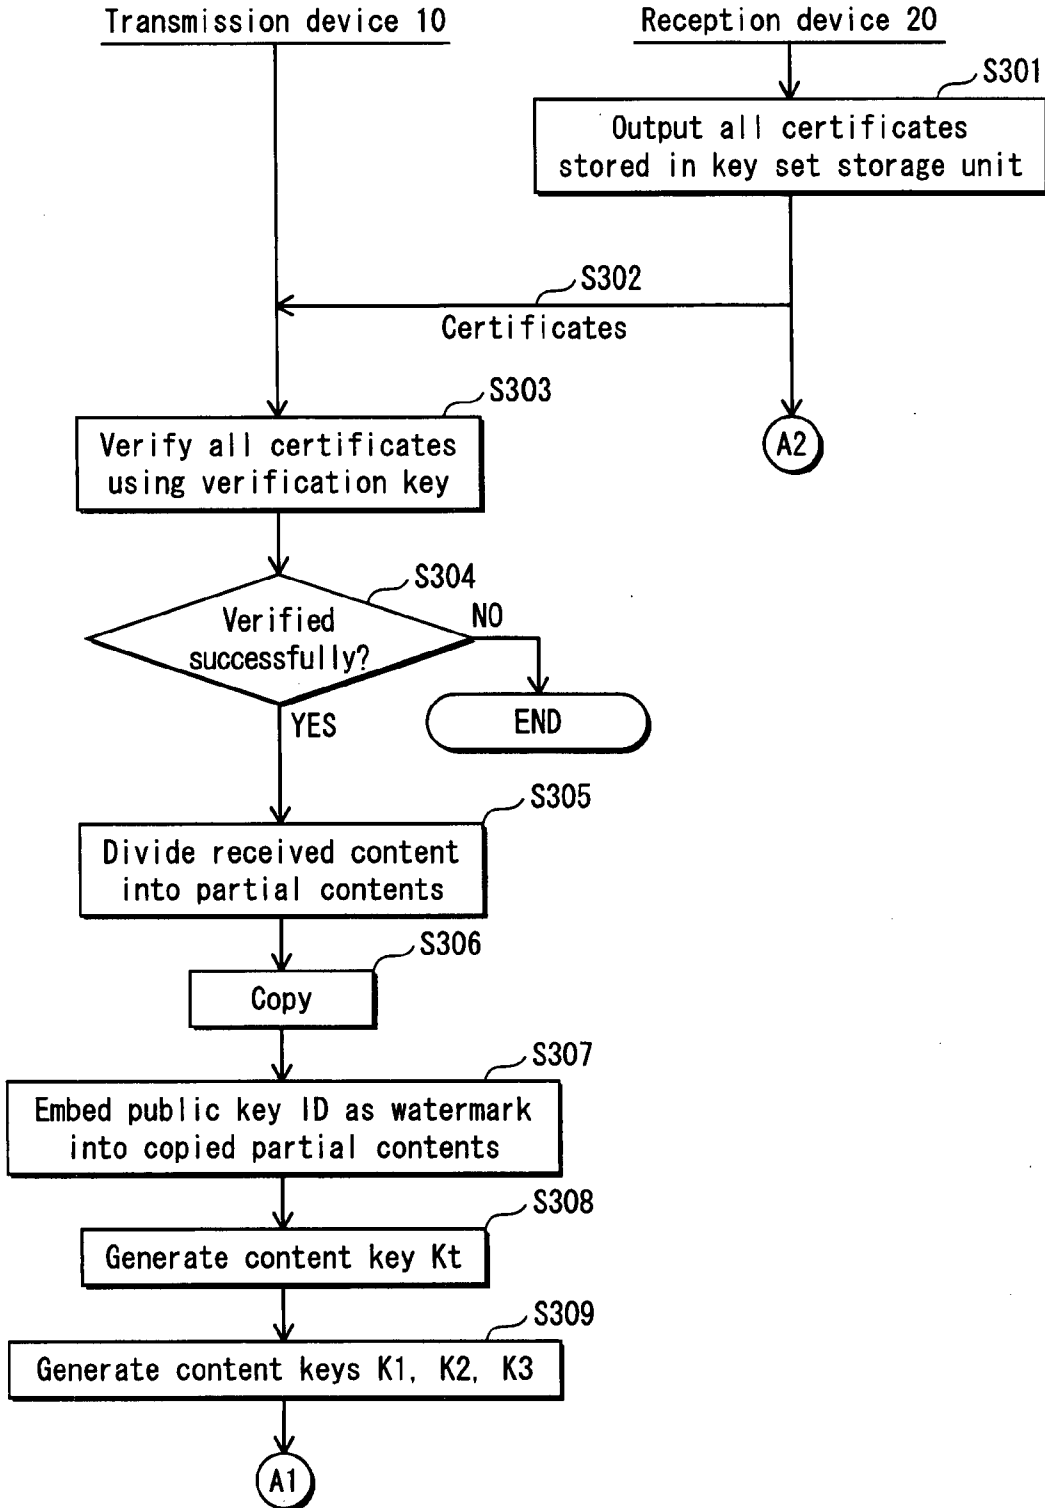 Transmission device 10
Reception device 20
S301
Output all certificates
stored in key set storage unit
S302
Certificates
S303
Verify all certificates
using verification key
A2
S304
Verified
successfully?
NO
END
YES
S305
Divide received content
into partial contents
S306
Copy
S307
Embed public key ID as watermark
into copied partial contents
S308
Generate content key Kt
S309
Generate content keys K1, K2, K3
A1